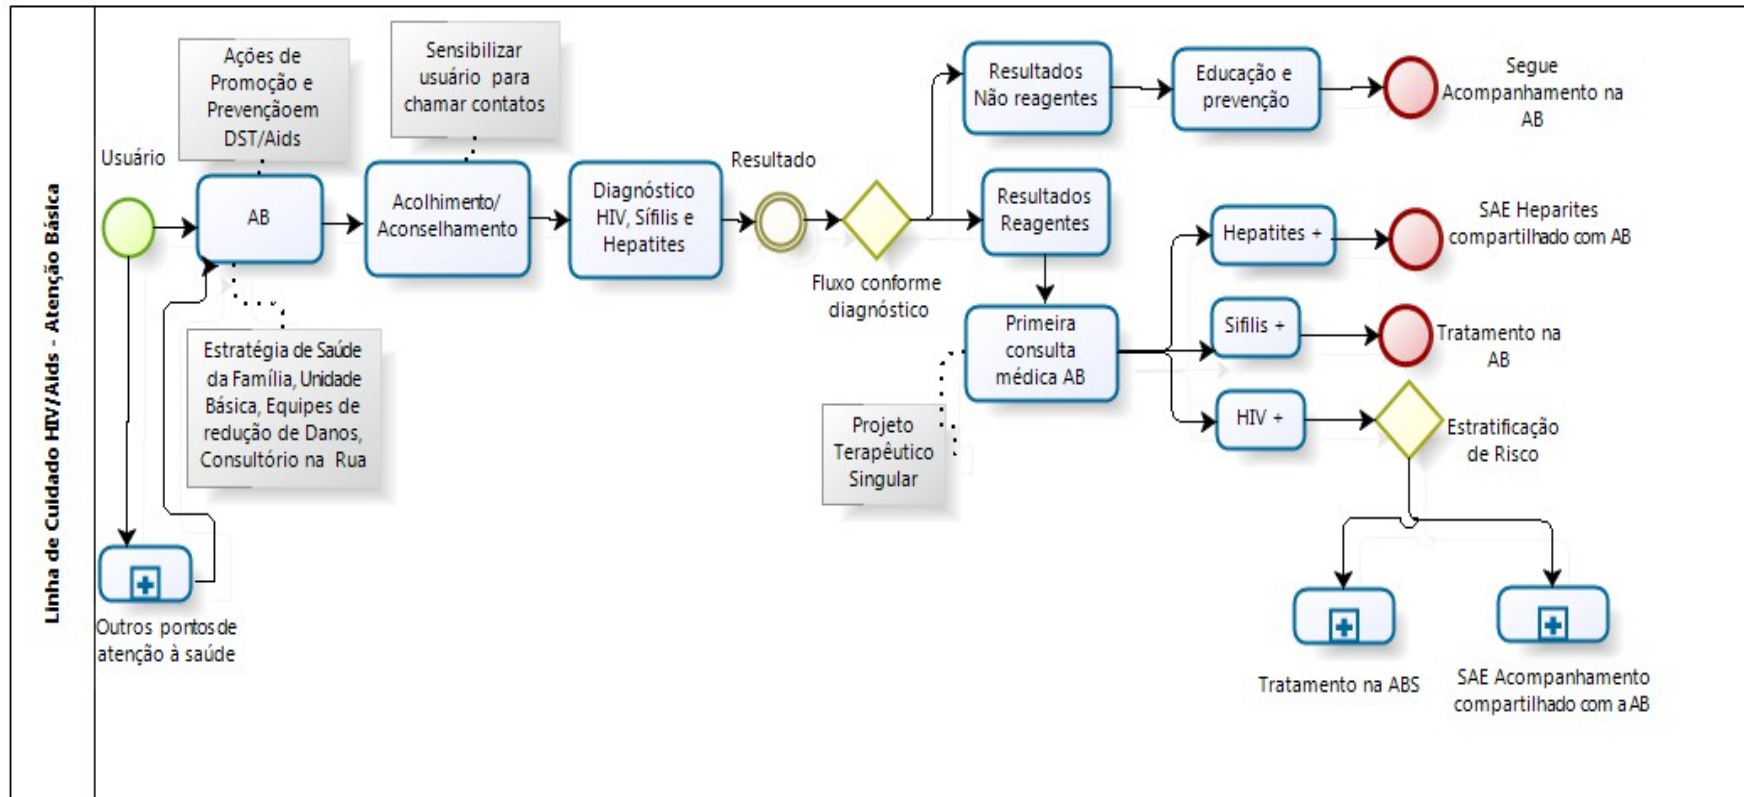 Linha de Cuidado HIV/Aids - Atenção Básica
Usuário
Ações de
Promoção e
Prevençãoem
DST/Aids
AB
Estratégia de Saúde
da Família, Unidade
Básica, Equipes de
redução de Danos,
Consultório na Rua
Outros pontos de
atenção à saúde
Sensibilizar
usuário para
chamar contatos
Acolhimento/
Aconselhamento
Diagnóstico
HIV, Sífilis e
Hepatites
Resultado
Fluxo conforme
diagnóstico
Resultados
Não reagentes
Educação e
prevenção
Segue
Acompanhamento na
AB
Resultados
Reagentes
Primeira
consulta
médica AB
Projeto
Terapêutico
Singular
Hepatites +
SAE Heparites
compartilhado com AB
Sifilis +
Tratamento na
AB
HIV +
Estratificação
de Risco
Tratamento na ABS
SAE Acompanhamento
compartilhado com a AB